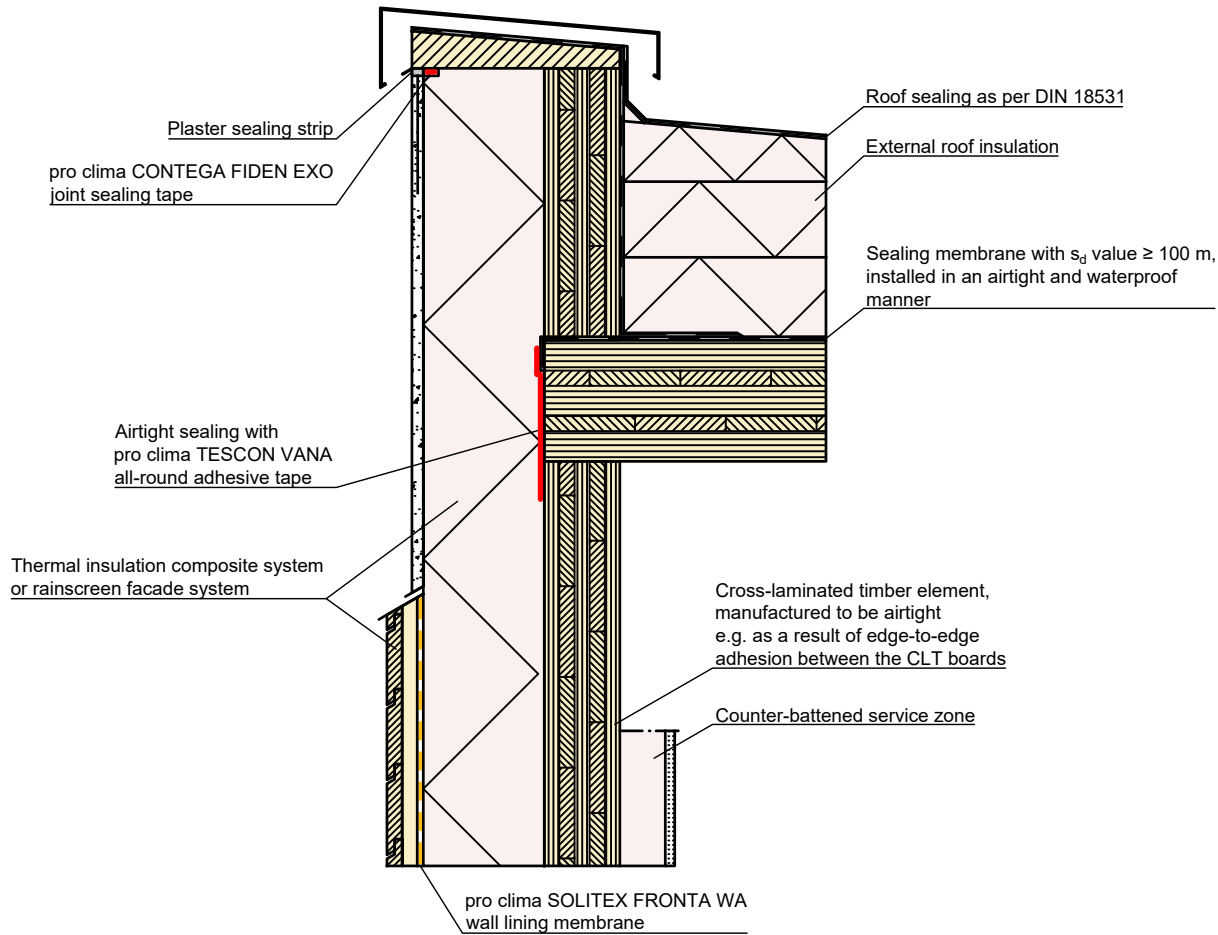 Plaster sealing strip
pro clima CONTEGA FIDEN EXO
joint sealing tape
Roof sealing as per DIN 18531
External roof insulation
Sealing membrane with sd value ≥ 100 m,
installed in an airtight and waterproof
manner
Airtight sealing with
pro clima TESCON VANA
all-round adhesive tape
Thermal insulation composite system
or rainscreen facade system
Cross-laminated timber element,
manufactured to be airtight
e.g. as a result of edge-to-edge
adhesion between the CLT boards
Counter-battened service zone
pro clima SOLITEX FRONTA WA
wall lining membrane